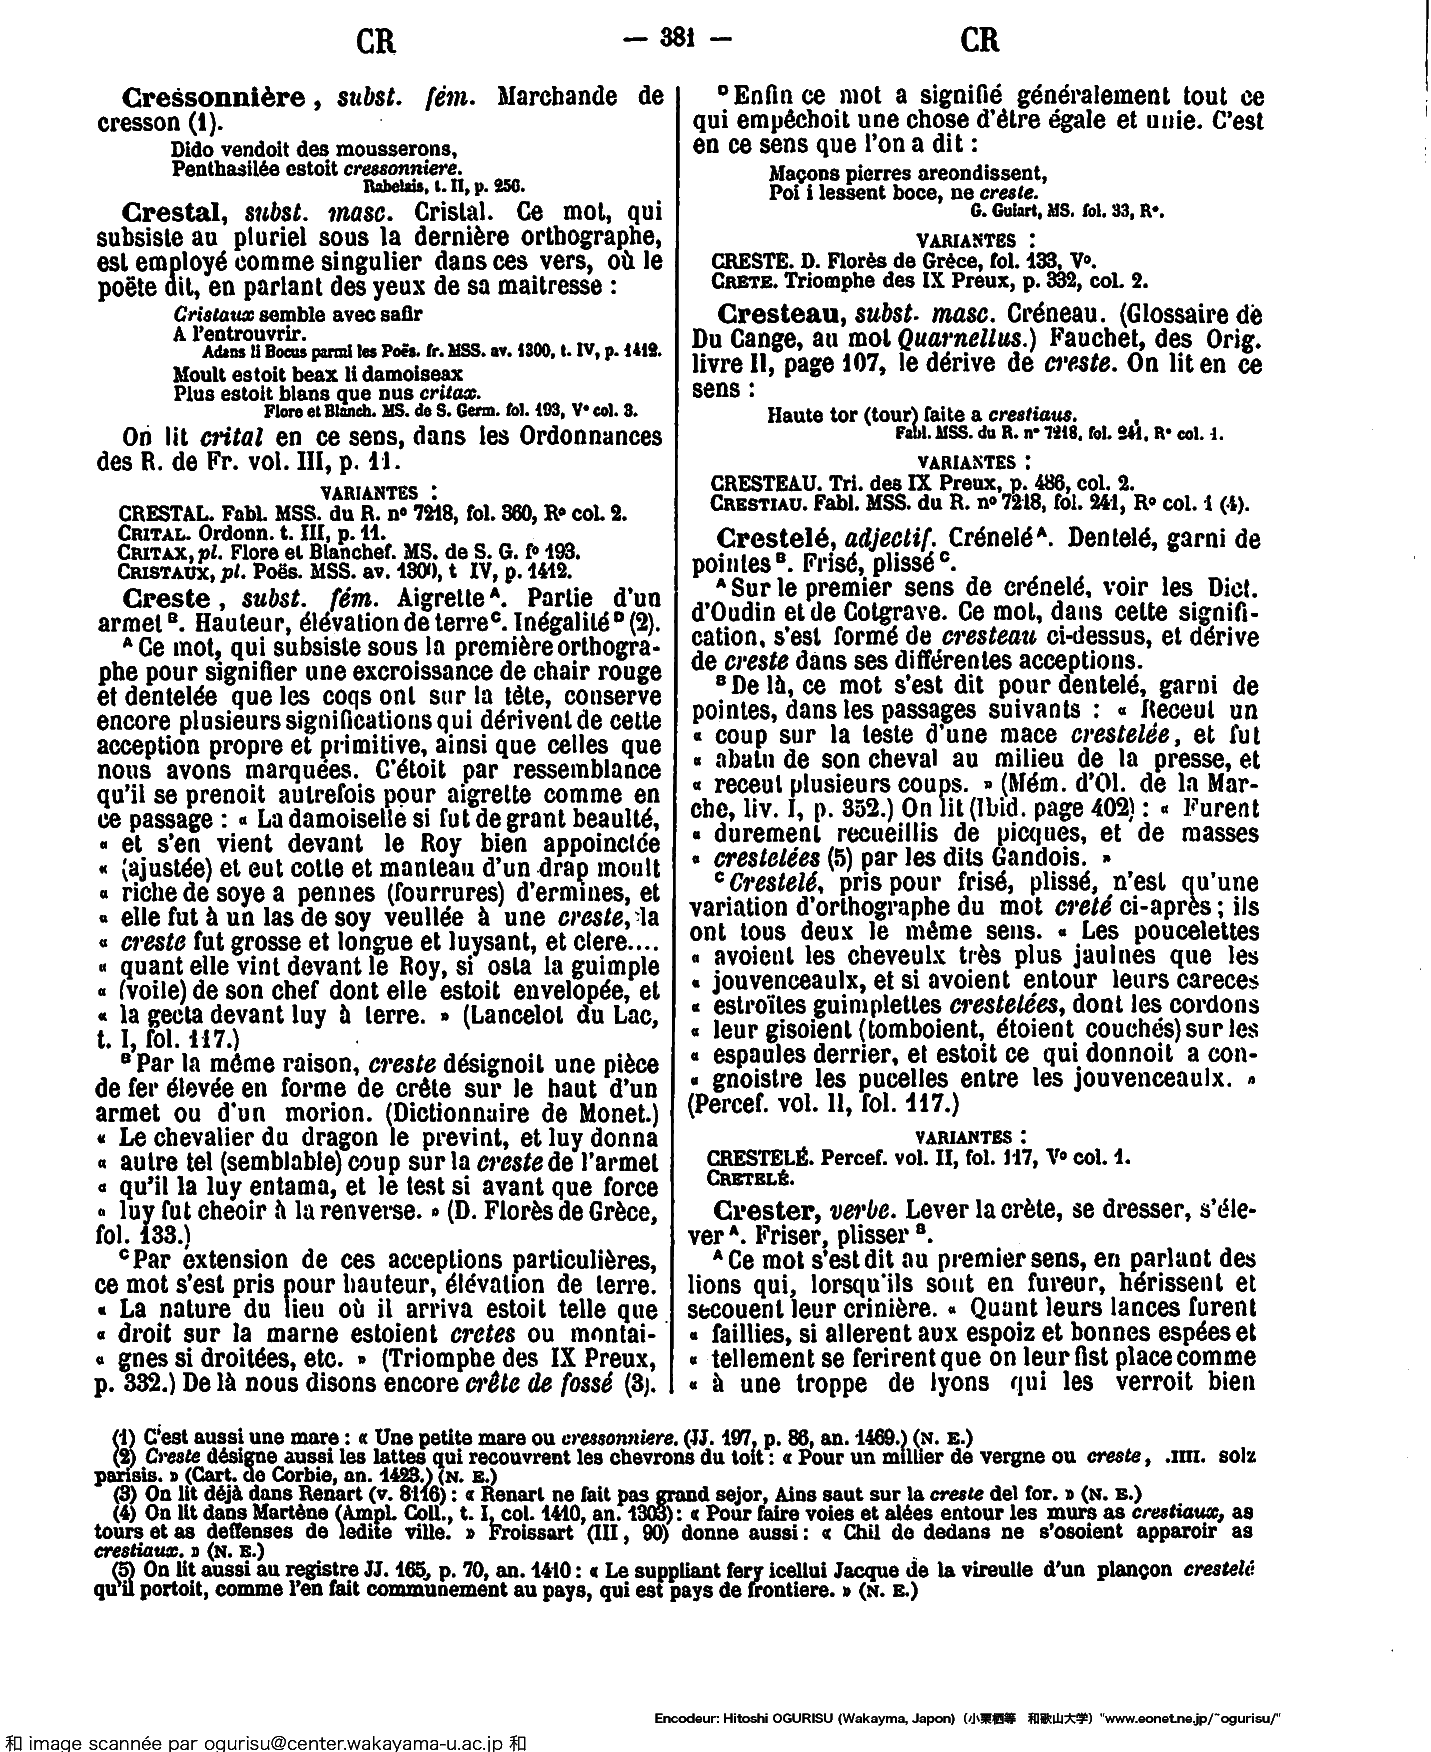 CR
— 381 —
CR
Cressonnière, subst. fém. Marchande de
cresson (1).
Dido vendoit des mousserons,
Penthasilée estoit cressonniere.
Rabelais, t. II, p. 256.
Crestal, subst. masc. Cristal. Ce mot, qui
subsiste au pluriel sous la dernière orthographe,
est employé comme singulier dans ces vers, où le
poëte dit, en parlant des yeux de sa maitresse :
Cristaux semble avec safir
A l'entrouvrir.
Adans li Bocus parmi les Poës. fr. MSS. av. 1300, t. IV, p. 1412.
Moult estoit beax li damoiseax
Plus estoit blans que nus critax.
Flore et Blanch. MS. de S. Germ. fol. 193, V° col. 3.
On lit crital en ce sens, dans les Ordonnances
des R. de Fr. vol. III, p. 11.
VARIANTES :
CRESTAL. Fabl. MSS. du R. n° 7218, fol. 360, R° col. 2.
CRITAL. Ordonn. t. III, p. 11.
CRITAX, pl. Flore et Blanchef. MS. de S. G. f° 193.
CRISTAUX, pl. Poës. MSS. av. 1300, t IV, p. 1412.
Creste, subst. fém. Aigrette A. Partie d'un
armet B. Hauteur, élévation de terre C. Inégalité D (2).
A Ce mot, qui subsiste sous la première orthogra-
phe pour signifier une excroissance de chair rouge
et dentelée que les coqs ont sur la tête, conserve
encore plusieurs significations qui dérivent de cette
acception propre et primitive, ainsi que celles que
nous avons marquées. C'étoit par ressemblance
qu'il se prenoit autrefois pour aigrette comme en
ce passage : « La damoiselle si fut de grant beaulté,
« et s'en vient devant le Roy bien appoinctée
« (ajustée) et eut cotte et manteau d'un drap moult
« riche de soye a pennes (fourrures) d'ermines, et
« elle fut à un las de soy veullée à une creste, la
« creste fut grosse et longue et luysant, et clere....
« quant elle vint devant le Roy, si osta la guimple
« (voile) de son chef dont elle estoit envelopée, et
« la gecta devant luy à terre. » (Lancelot du Lac,
t. I, fol. 117.)
B Par la même raison, creste désignoit une pièce
de fer élevée en forme de crête sur le haut d'un
armet ou d'un morion. (Dictionnaire de Monet.)
« Le chevalier du dragon le prevint, et luy donna
« autre tel (semblable) coup sur la creste de l'armet
« qu'il la luy entama, et le test si avant que force
« luy fut cheoir à la renverse. » (D. Florès de Grèce,
fol. 133.)
C Par extension de ces acceptions particulières,
ce mot s'est pris pour hauteur, élévation de terre.
« La nature du lieu où il arriva estoit telle que
« droit sur la marne estoient cretes ou montai-
« gnes si droitées, etc. » (Triomphe des IX Preux,
p. 332.) De là nous disons encore crête de fossé (3).
D Enfin ce mot a signifié généralement tout ce
qui empêchoit une chose d'être égale et unie. C'est
en ce sens que l'on a dit :
Maçons pierres areondissent,
Poi i lessent boce, ne creste.
G. Guiart, MS. fol. 33, R°.
VARIANTES :
CRESTE. D. Florès de Grèce, fol. 133, V°.
CRETE. Triomphe des IX Preux, p. 332, col. 2.
Cresteau, subst. masc. Créneau. (Glossaire de
Du Cange, au mot Quarnellus.) Fauchet, des Orig.
livre II, page 107, le dérive de creste. On lit en ce
sens :
Haute tor (tour) faite a crestiaus.
Fabl. MSS. du R. n° 7218, fol. 241, R° col. 1.
VARIANTES :
CRESTEAU. Tri. des IX Preux, p. 486, col. 2.
CRESTIAU. Fabl. MSS. du R. n° 7218, fol. 241, R° col. 1 (4).
Crestelé, adjectif. Crénelé A. Dentelé, garni de
pointes B. Frisé, plissé C.
A Sur le premier sens de crénelé, voir les Dict.
d'Oudin et de Cotgrave. Ce mot, dans cette signifi-
cation, s'est formé de cresteau ci-dessus, et dérive
de creste dans ses différentes acceptions.
B De là, ce mot s'est dit pour dentelé, garni de
pointes, dans les passages suivants : « Receut un
« coup sur la teste d'une mace crestelée, et fut
« abatu de son cheval au milieu de la presse, et
« receut plusieurs coups. » (Mém. d'Ol. de la Mar-
che, liv. I, p. 352.) On lit (Ibid. page 402) : « Furent
« durement recueillis de picques, et de masses
« crestelées (5) par les dits Gandois. »
C Crestelé, pris pour frisé, plissé, n'est qu'une
variation d'orthographe du mot creté ci-après ; ils
ont tous deux le même sens. « Les poucelettes
« avoient les cheveulx très plus jaulnes que les
« jouvenceaulx, et si avoient entour leurs careces
« estroïtes guimplettes crestelées, dont les cordons
« leur gisoient (tomboient, étoient couchés) sur les
« espaules derrier, et estoit ce qui donnoit a con-
« gnoistre les pucelles entre les jouvenceaulx. »
(Percef. vol. II, fol. 117.)
VARIANTES :
CRESTELÉ. Percef. vol. II, fol. 117, V° col. 1.
CRETELÉ.
Crester, verbe. Lever la crète, se dresser, s'éle-
ver A. Friser, plisser B.
A Ce mot s'est dit au premier sens, en parlant des
lions qui, lorsqu'ils sont en fureur, hérissent et
secouent leur crinière. « Quant leurs lances furent
« faillies, si allerent aux espoiz et bonnes espées et
« tellement se ferirent que on leur fist place comme
« à une troppe de lyons qui les verroit bien
(1) C'est aussi une mare : « Une petite mare ou cressonniere. (JJ. 197, p. 86, an. 1469.) (N. E.)
(2) Creste désigne aussi les lattes qui recouvrent les chevrons du toit : « Pour un millier de vergne ou creste, .IIII. solz
parisis. » (Cart. de Corbie, an. 1423.) (N. E.)
(3) On lit déjà dans Renart (v. 8116) : « Renart ne fait pas grand sejor, Ains saut sur la creste del for. » (N. E.)
(4) On lit dans Martène (Ampl. Coll., t. I, col. 1410, an. 1303) : « Pour faire voies et alées entour les murs as crestiaux, as
tours et as deffenses de ledite ville. » Froissart (III, 90) donne aussi : « Chil de dedans ne s'osoient apparoir as
crestiaux. » (N. E.)
(5) On lit aussi au registre JJ. 165, p. 70, an. 1410 : « Le suppliant fery icellui Jacque de la vireulle d'un plançon crestelé
qu'il portoit, comme l'en fait communement au pays, qui est pays de frontiere. » (N. E.)
Encodeur: Hitoshi OGURISU (Wakayma, Japon) (小栗栖等 和歌山大学) "www.eonet.ne.jp/~ogurisu/"
和 image scannée par ogurisu@center.wakayama-u.ac.jp 和